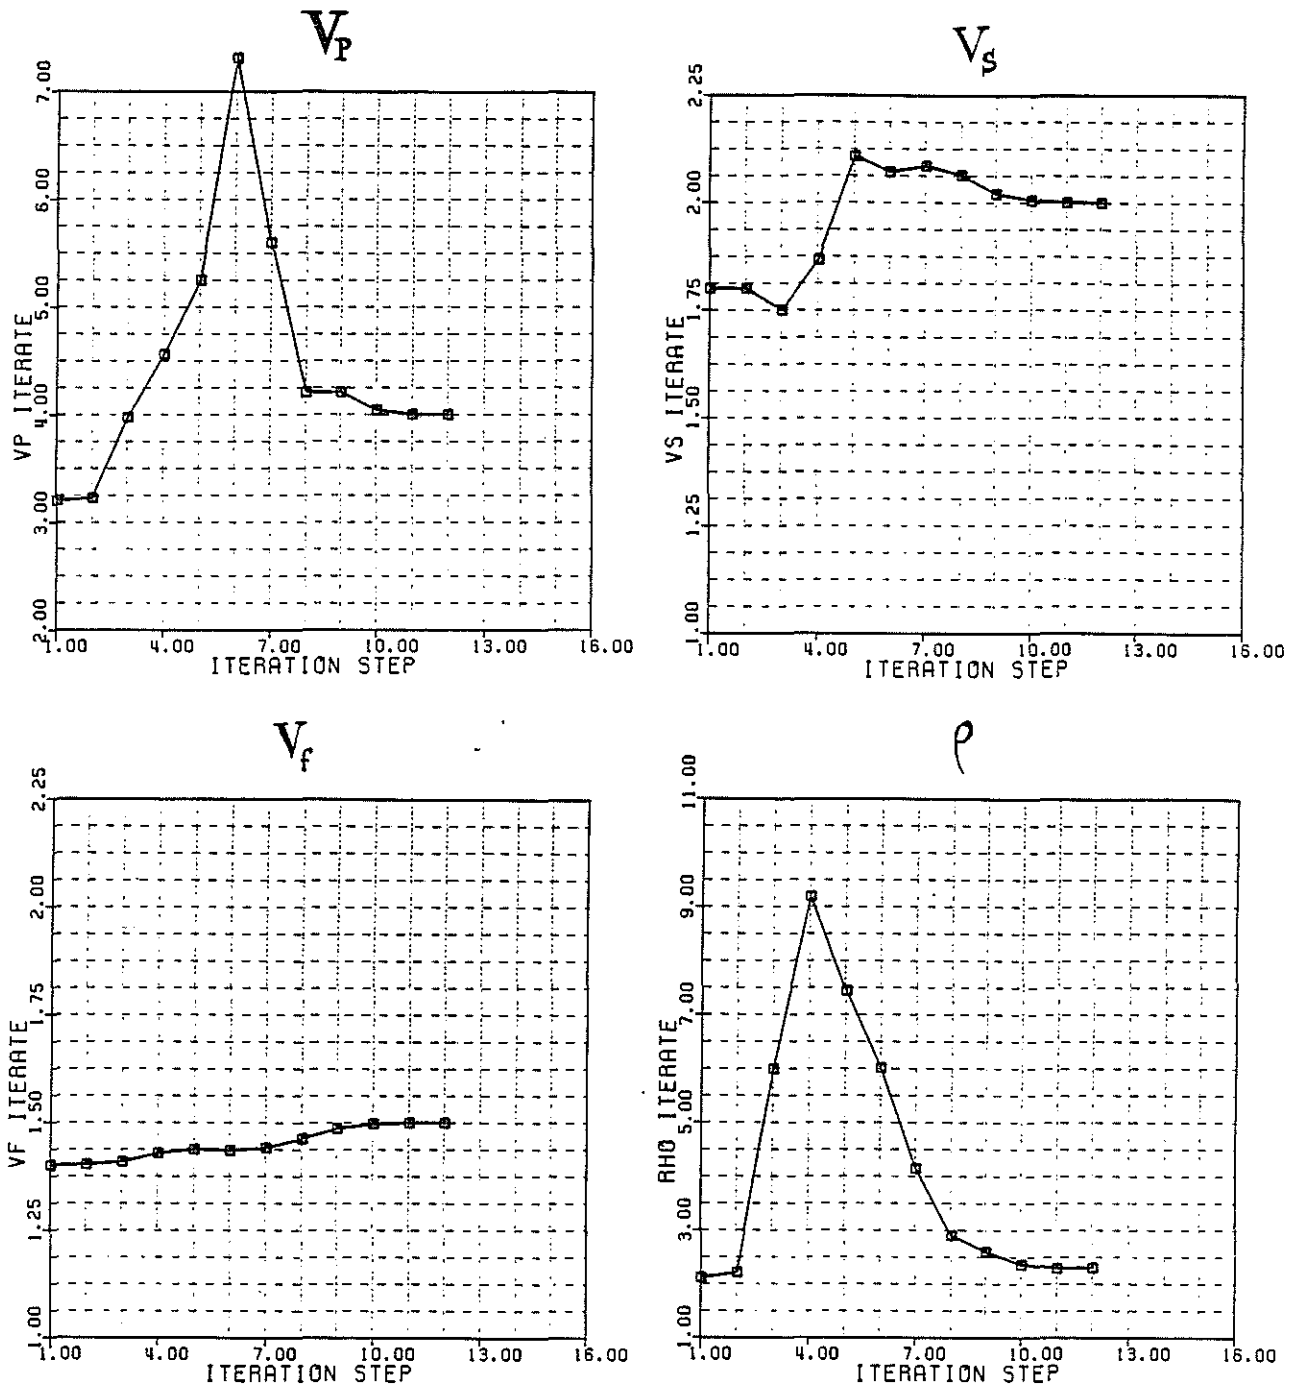 Vp
7.00
6.00
5.00
4.00
3.00
2.00
VP ITERATE
1.00 4.00 7.00 10.00 13.00 16.00
ITERATION STEP
Vs
2.25
2.00
1.75
1.50
1.25
1.00
VS ITERATE
1.00 4.00 7.00 10.00 13.00 16.00
ITERATION STEP
Vf
2.25
2.00
1.75
1.50
1.25
1.00
VF ITERATE
1.00 4.00 7.00 10.00 13.00 16.00
ITERATION STEP
ρ
11.00
9.00
7.00
5.00
3.00
1.00
RHO ITERATE
1.00 4.00 7.00 10.00 13.00 16.00
ITERATION STEP